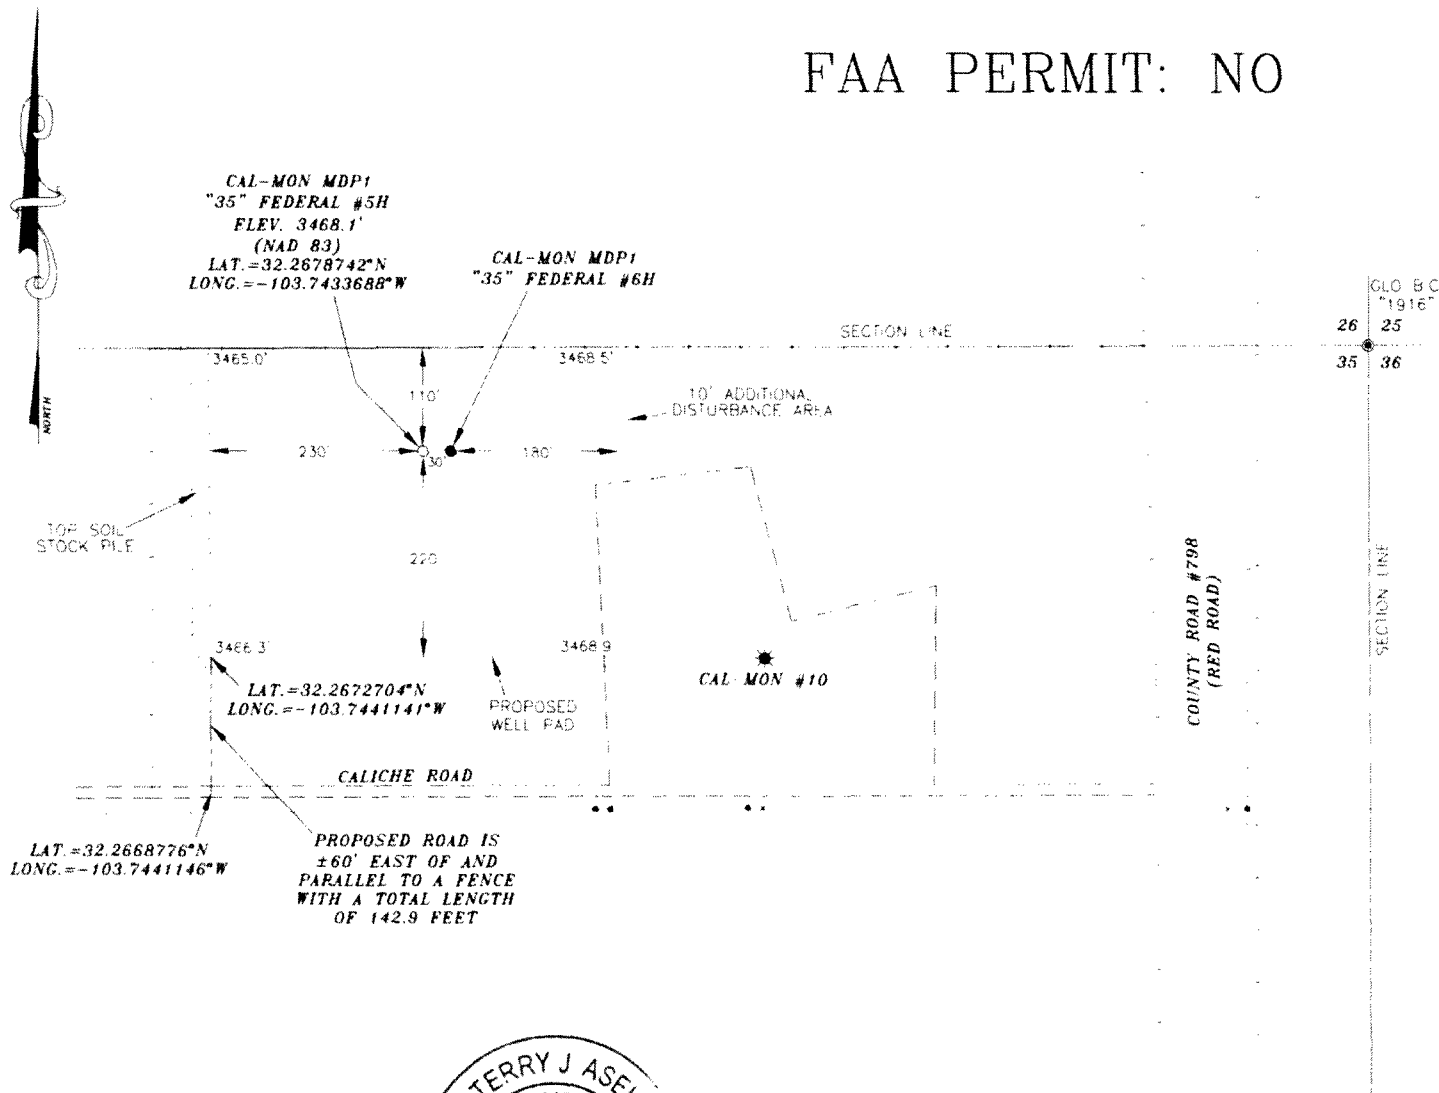 FAA PERMIT: NO
CAL-MON MDP1
"35" FEDERAL #5H
ELEV. 3468.1'
(NAD 83)
LAT.=32.2678742°N
LONG.=-103.7433688°W
CAL-MON MDP1
"35" FEDERAL #6H
GLO B.C.
"1916"
26 25
35 36
SECTION LINE
3465.0'
3468.5'
NORTH
110'
10' ADDITIONAL
DISTURBANCE AREA
230'
30'
180'
TOP SOIL
STOCK PILE
220'
3466.3'
3468.9'
COUNTY ROAD #798
(RED ROAD)
SECTION LINE
LAT.=32.2672704°N
LONG.=-103.7441141°W
PROPOSED
WELL PAD
CAL-MON #10
CALICHE ROAD
LAT.=32.2668776°N
LONG.=-103.7441146°W
PROPOSED ROAD IS
±60' EAST OF AND
PARALLEL TO A FENCE
WITH A TOTAL LENGTH
OF 142.9 FEET
TERRY J ASEL